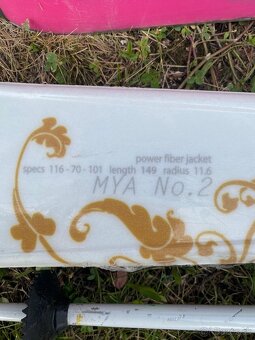 power fiber jacket
specs 116 - 70 - 101 length 149 radius 11.6
MYA No.2